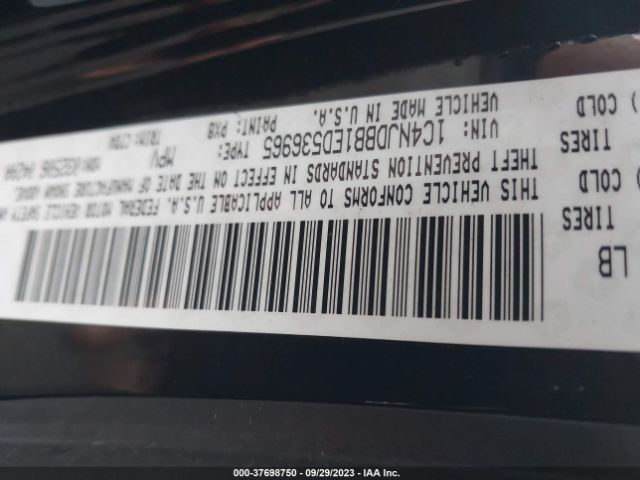 LB
TIRES ) COLD
TIRES ) COLD
THIS VEHICLE CONFORMS TO ALL APPLICABLE U.S.A. FEDERAL MOTOR VEHICLE SAFETY
THEFT PREVENTION STANDARDS IN EFFECT ON THE DATE OF MANUFACTURE SHOWN ABOVE.
VIN: 1C4NJDBB1ED536965 TYPE: MPV
VEHICLE MADE IN U.S.A. PAINT: PX8 TRIM:
000-37698750 | 09/29/2023 - IAA Inc.